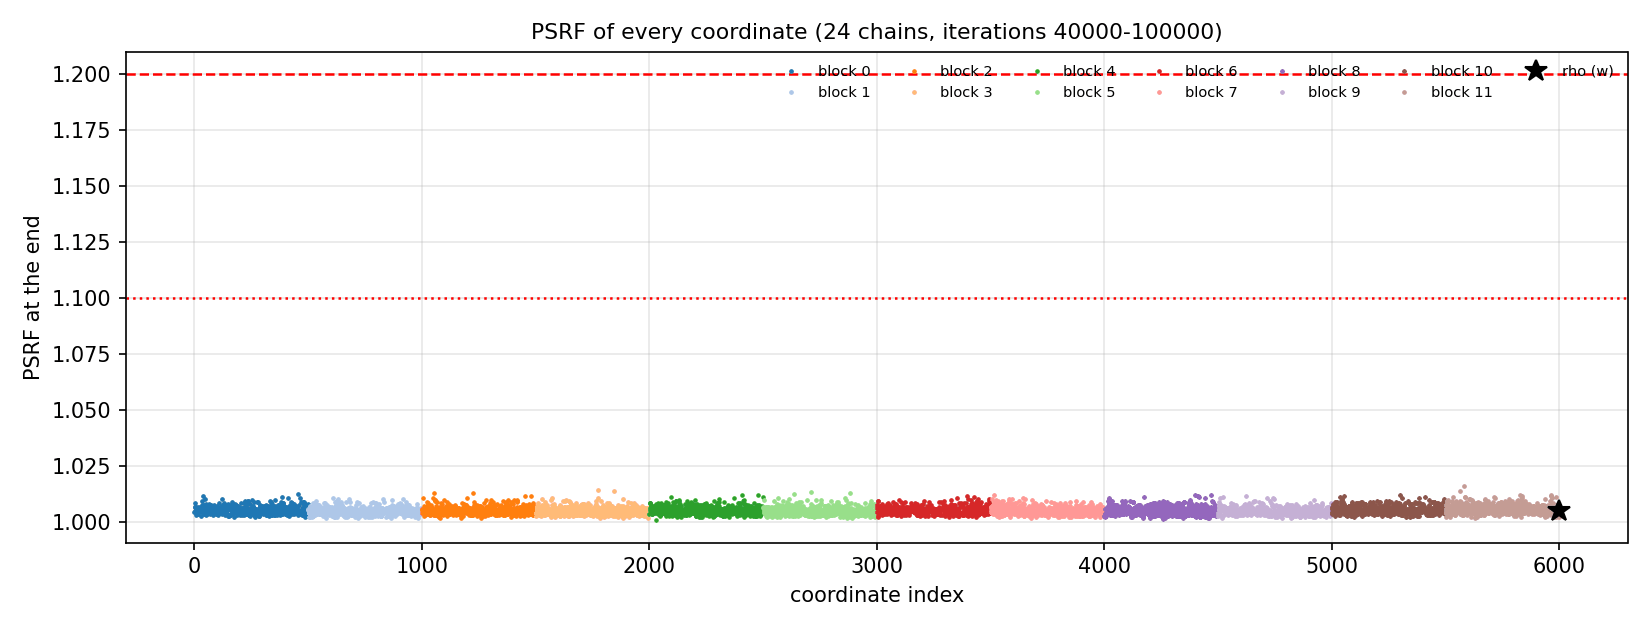 PSRF of every coordinate (24 chains, iterations 40000-100000)
PSRF at the end
1.200
1.175
1.150
1.125
1.100
1.075
1.050
1.025
1.000
block 0 block 2 block 4 block 6 block 8 block 10 rho (w)
block 1 block 3 block 5 block 7 block 9 block 11
0 1000 2000 3000 4000 5000 6000
coordinate index